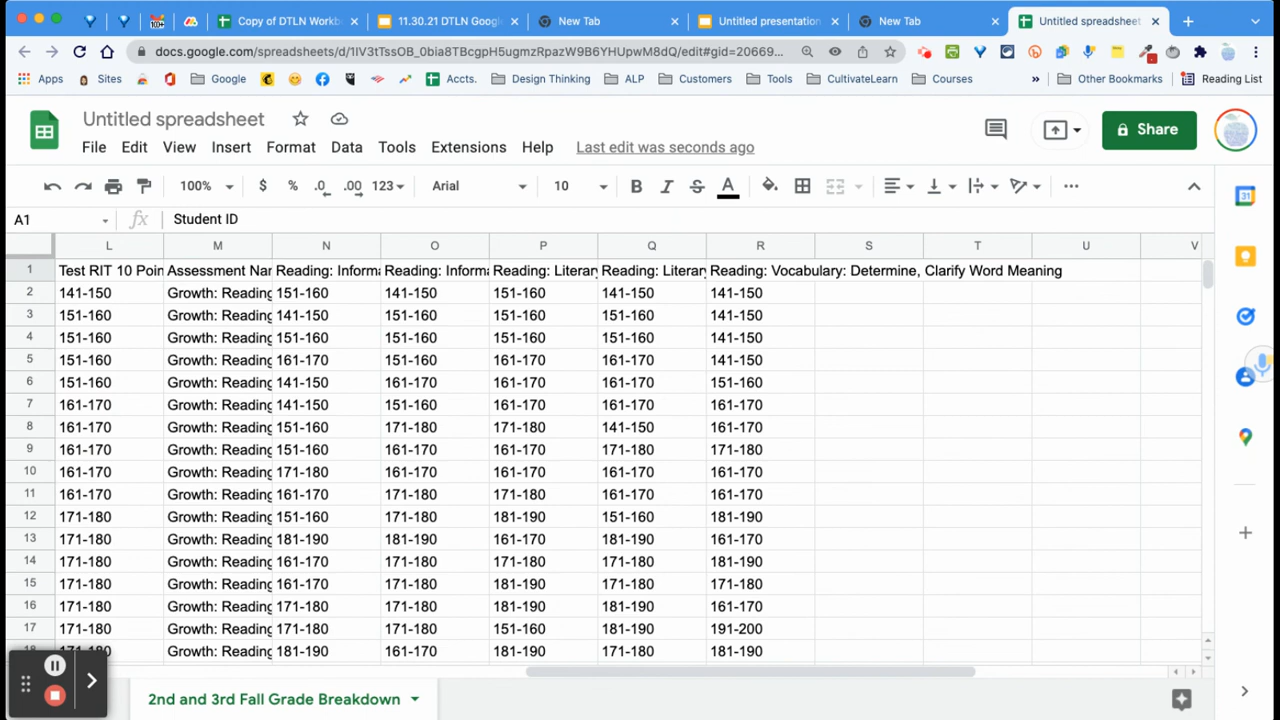 Copy of DTLN Workb
11.30.21 DTLN Googl
New Tab
Untitled presentation
New Tab
Untitled spreadsheet
docs.google.com/spreadsheets/d/1IV3tTssOB_0bia8TBcgpH5ugmzRpazW9B6YHUpwM8dQ/edit#gid=20669...
Apps
Sites
Google
Accts.
Design Thinking
ALP
Customers
Tools
CultivateLearn
Courses
»
Other Bookmarks
Reading List
Untitled spreadsheet
File Edit View Insert Format Data Tools Extensions Help Last edit was seconds ago
Share
100% $ % .0 .00 123 Arial 10 B I S A
31
A1 fx Student ID
L M N O P Q R S T U V
1 Test RIT 10 Poin Assessment Nar Reading: Informa Reading: Informa Reading: Literary Reading: Literary Reading: Vocabulary: Determine, Clarify Word Meaning
2 141-150 Growth: Reading 151-160 141-150 151-160 141-150 141-150
3 151-160 Growth: Reading 141-150 151-160 151-160 151-160 141-150
4 151-160 Growth: Reading 151-160 151-160 151-160 151-160 141-150
5 151-160 Growth: Reading 161-170 151-160 161-170 161-170 141-150
6 151-160 Growth: Reading 141-150 161-170 161-170 161-170 151-160
7 161-170 Growth: Reading 141-150 151-160 161-170 161-170 161-170
8 161-170 Growth: Reading 151-160 171-180 171-180 141-150 161-170
9 161-170 Growth: Reading 151-160 161-170 161-170 171-180 171-180
10 161-170 Growth: Reading 171-180 161-170 161-170 161-170 161-170
11 161-170 Growth: Reading 161-170 171-180 171-180 161-170 161-170
12 171-180 Growth: Reading 151-160 171-180 181-190 151-160 181-190
13 171-180 Growth: Reading 181-190 181-190 161-170 181-190 161-170
14 171-180 Growth: Reading 161-170 171-180 171-180 171-180 181-190
15 171-180 Growth: Reading 161-170 171-180 181-190 171-180 171-180
16 171-180 Growth: Reading 171-180 171-180 181-190 181-190 161-170
17 171-180 Growth: Reading 171-180 171-180 151-160 181-190 191-200
18 171-180 Growth: Reading 181-190 161-170 181-190 171-180 181-190
2nd and 3rd Fall Grade Breakdown